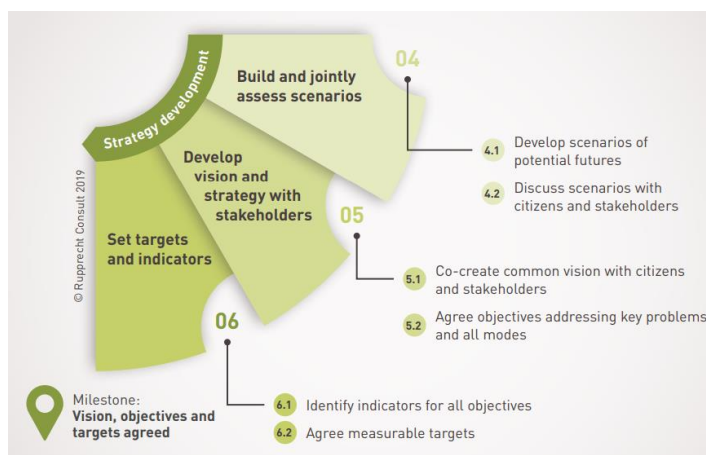 Strategy development
Build and jointly
assess scenarios
04
4.1 Develop scenarios of
potential futures
4.2 Discuss scenarios with
citizens and stakeholders
Develop
vision and
strategy with
stakeholders
05
5.1 Co-create common vision with citizens
and stakeholders
5.2 Agree objectives addressing key problems
and all modes
Set targets
and indicators
06
6.1 Identify indicators for all objectives
6.2 Agree measurable targets
Milestone:
Vision, objectives and
targets agreed
© Rupprecht Consult 2019